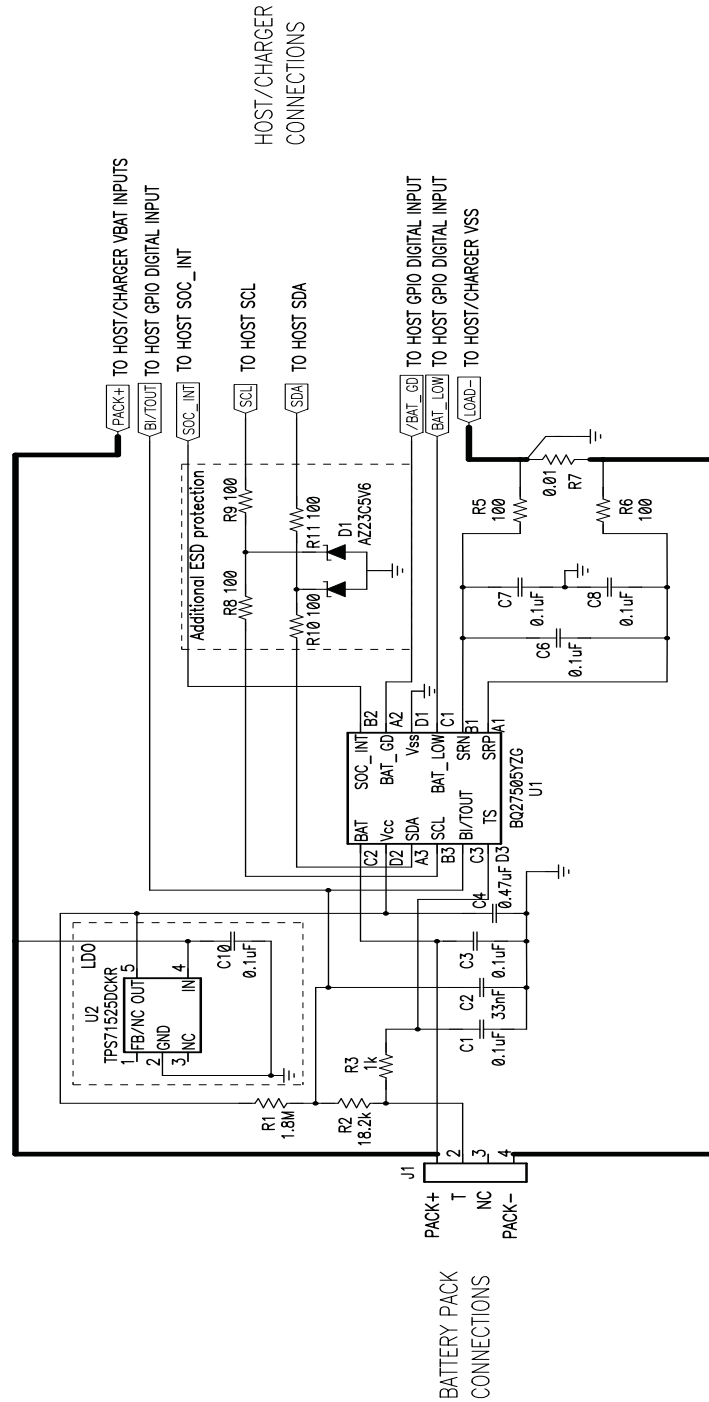 BATTERY PACK
CONNECTIONS
HOST/CHARGER
CONNECTIONS
J1
PACK+
T
NC
PACK-
2
3
4
R1
1.8M
R2
18.2k
R3
1k
LDO
U2
TPS71525DCKR
1
FB/NC
OUT
5
2
GND
3
NC
IN
4
C10
0.1uF
C1
0.1uF
C2
33nF
C3
0.1uF
C4
0.47uF
C2
BAT
D2
Vcc
A3
SDA
B3
SCL
C3
BI/TOUT
D3
TS
SOC_INT
B2
BAT_GD
A2
Vss
D1
BAT_LOW
C1
SRN
B1
SRP
A1
BQ27505YZG
U1
Additional ESD protection
R8 100
R9 100
R10 100
R11 100
D1
AZ23C5V6
C6
0.1uF
C7
0.1uF
C8
0.1uF
R5
100
R6
100
0.01
R7
PACK+ TO HOST/CHARGER VBAT INPUTS
BI/TOUT TO HOST GPIO DIGITAL INPUT
SOC_INT TO HOST SOC_INT
SCL TO HOST SCL
SDA TO HOST SDA
/BAT_GD TO HOST GPIO DIGITAL INPUT
BAT_LOW TO HOST GPIO DIGITAL INPUT
LOAD- TO HOST/CHARGER VSS